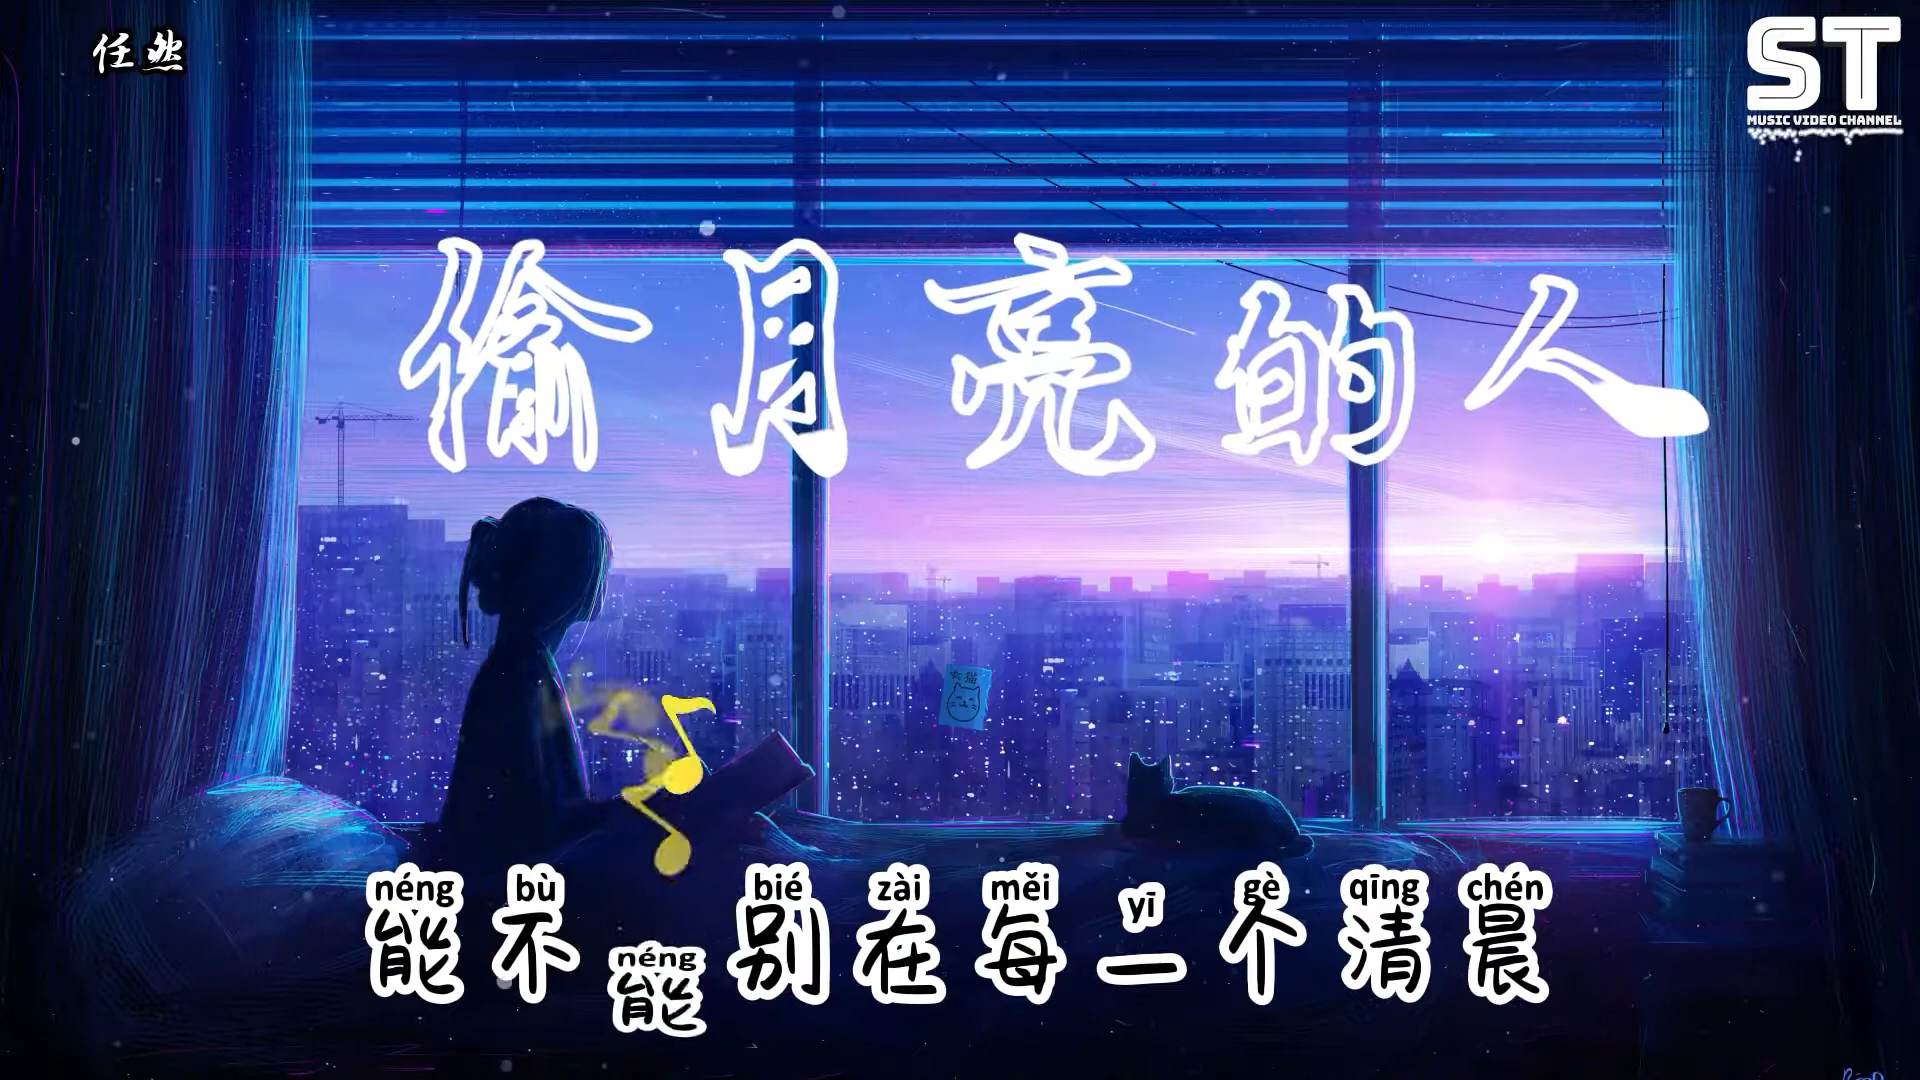 任然
ST
MUSIC VIDEO CHANNEL
偷月亮的人
néng bù néng bié zài měi yī gè qīng chén
能不能别在每一个清晨